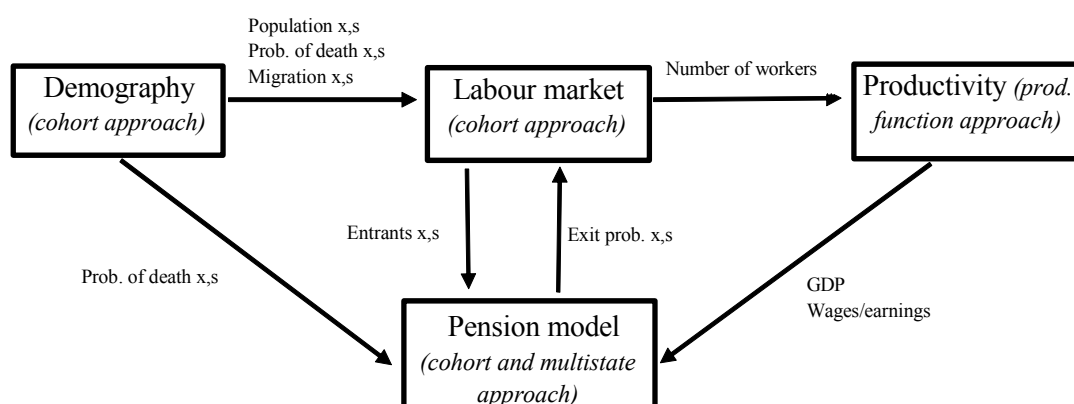 Population x,s
Prob. of death x,s
Migration x,s
Demography
(cohort approach)
Labour market
(cohort approach)
Number of workers
Productivity (prod.
function approach)
Entrants x,s
Exit prob. x,s
Prob. of death x,s
GDP
Wages/earnings
Pension model
(cohort and multistate
approach)